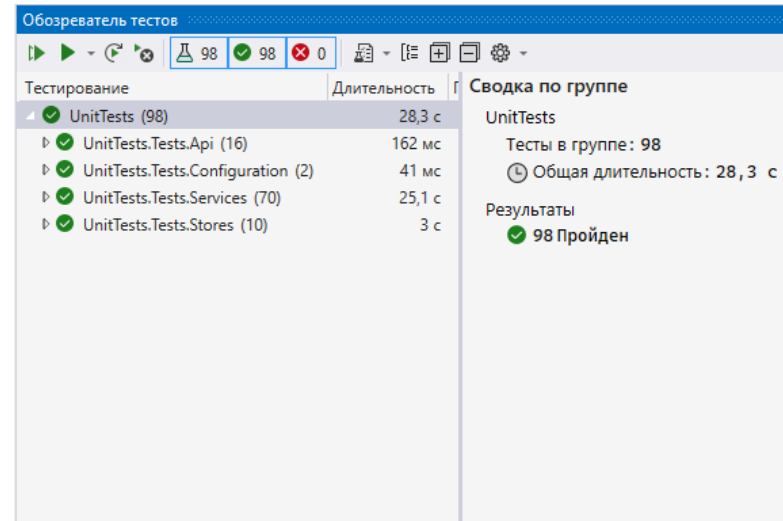 Обозреватель тестов
98 98 0
Тестирование Длительность
UnitTests (98) 28,3 с
UnitTests.Tests.Api (16) 162 мс
UnitTests.Tests.Configuration (2) 41 мс
UnitTests.Tests.Services (70) 25,1 с
UnitTests.Tests.Stores (10) 3 с
Сводка по группе
UnitTests
Тесты в группе: 98
Общая длительность: 28,3 с
Результаты
98 Пройден